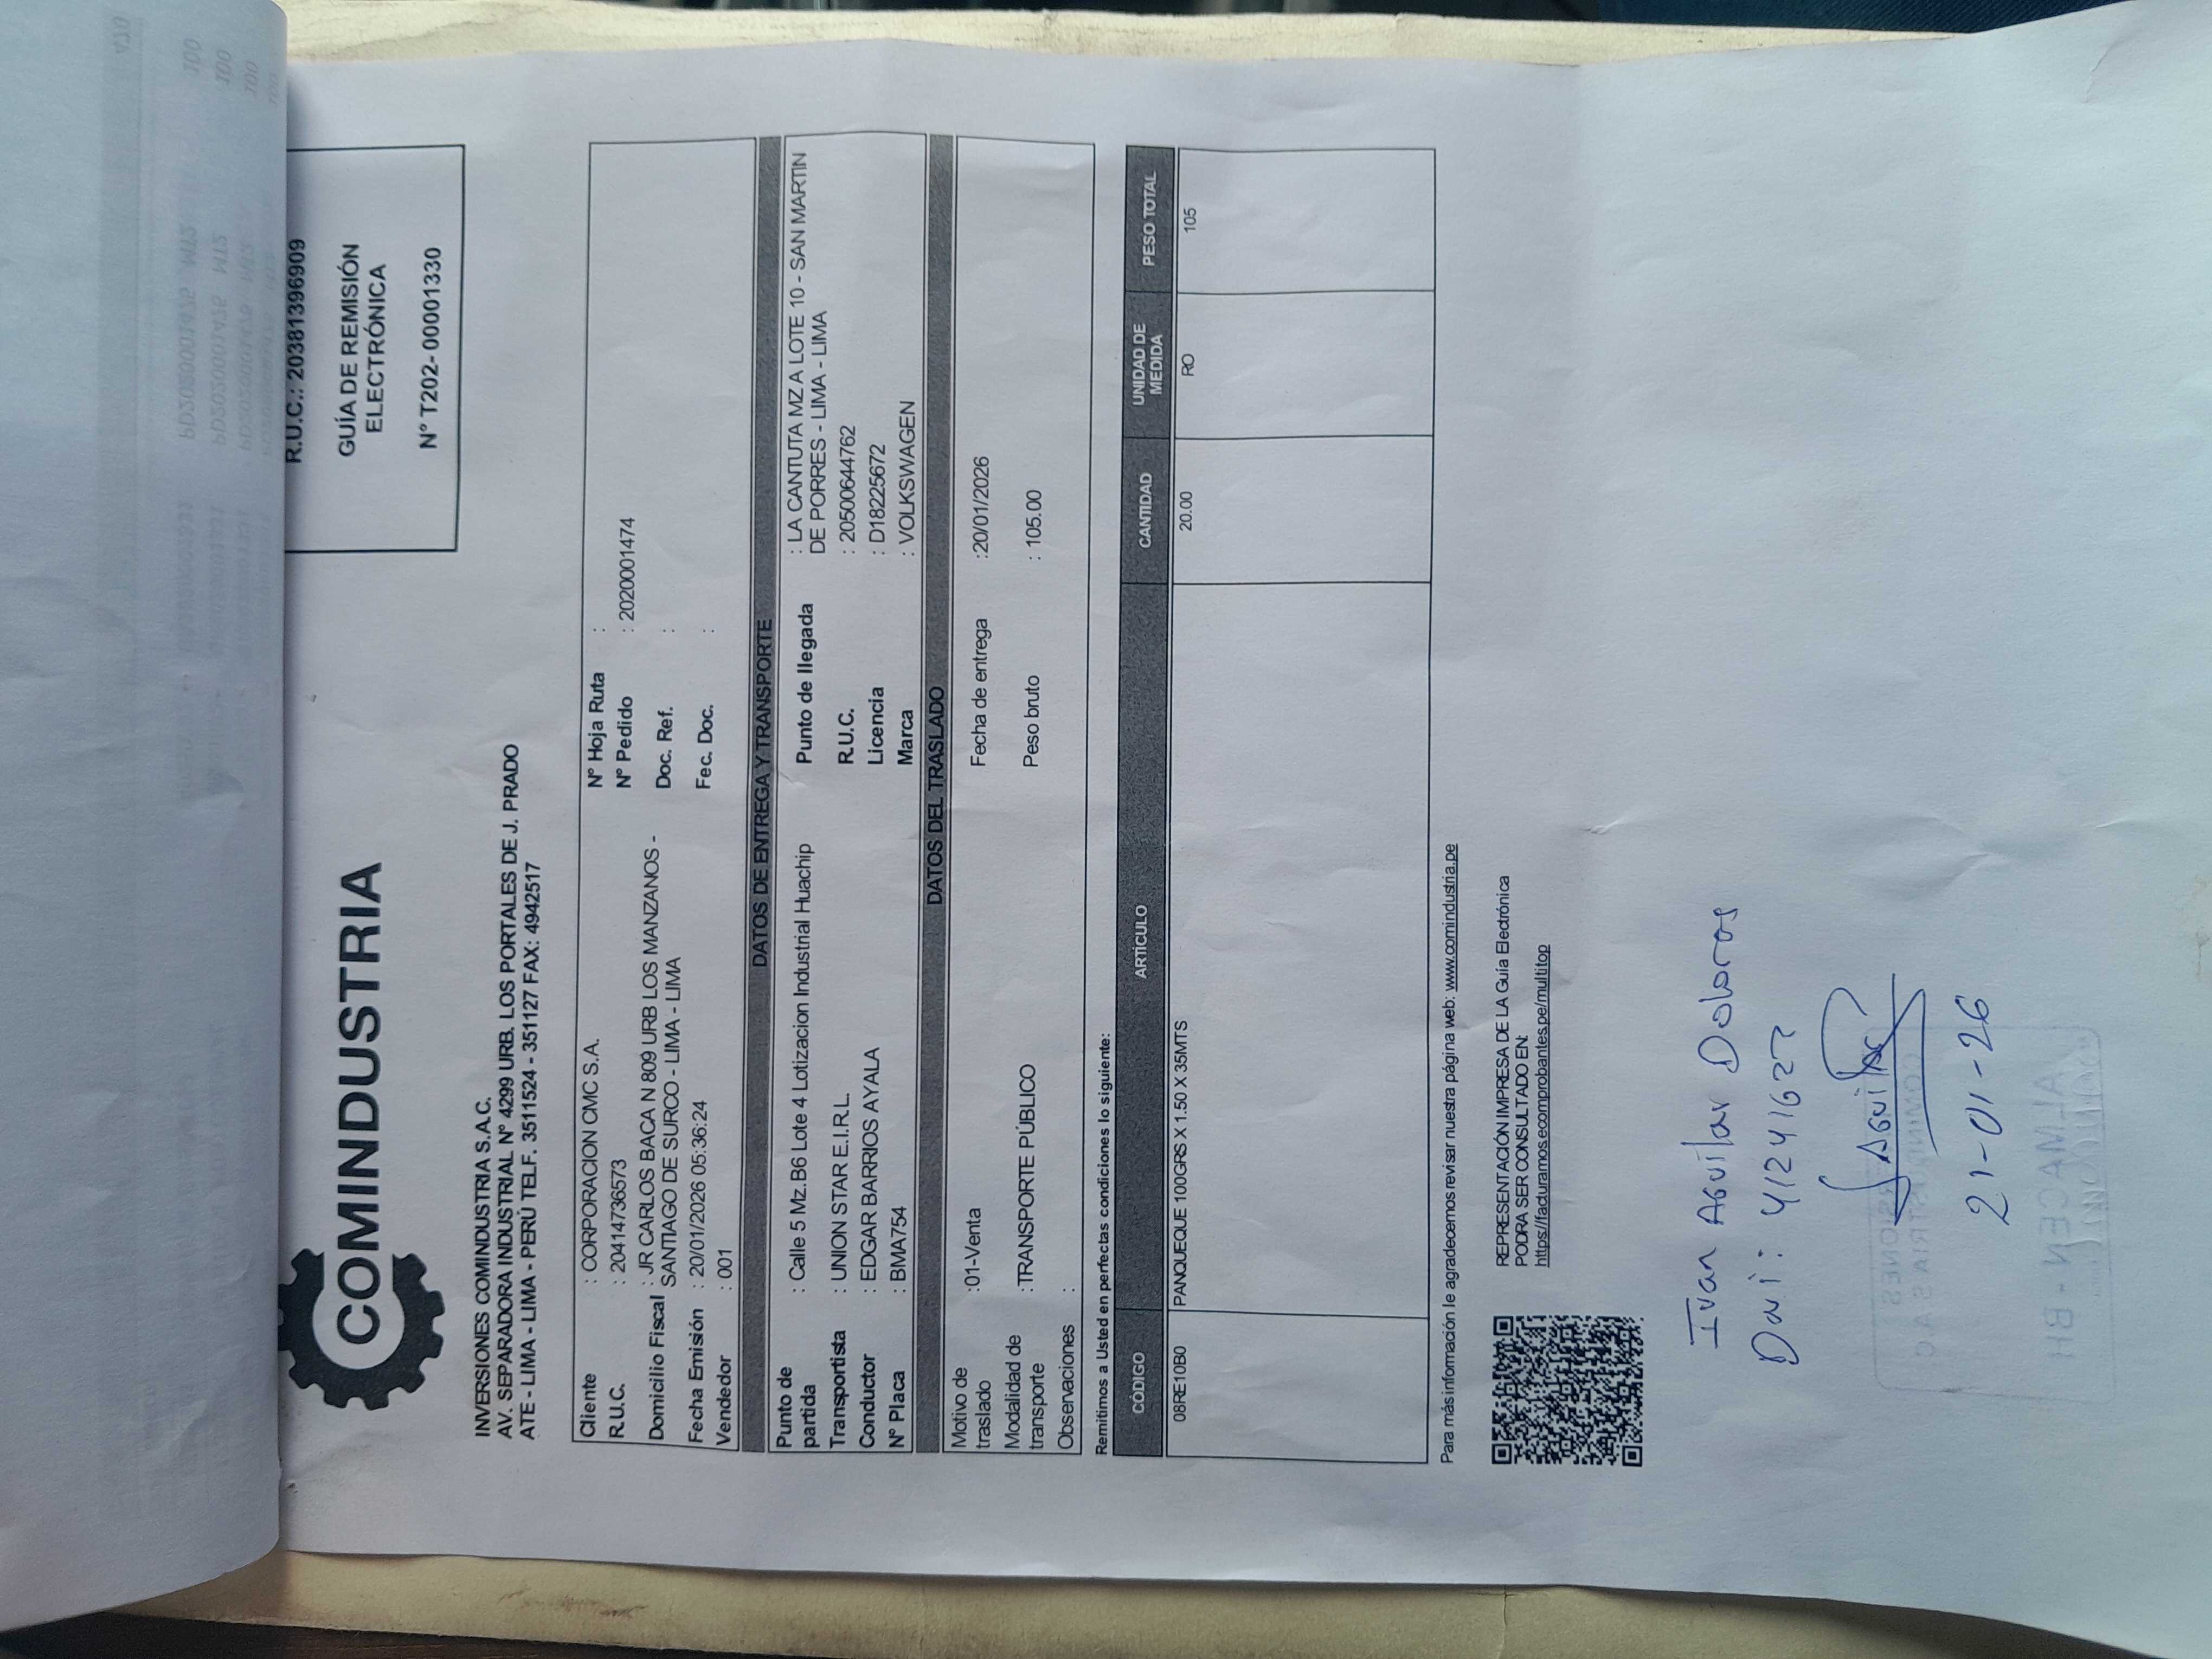 COMINDUSTRIA
R.U.C.: 20381396909
GUÍA DE REMISIÓN
ELECTRÓNICA
N° T202- 00001330
INVERSIONES COMINDUSTRIA S.A.C.
AV. SEPARADORA INDUSTRIAL N° 4299 URB. LOS PORTALES DE J. PRADO
ATE - LIMA - LIMA - PERÚ TELF. 3511524 - 351127 FAX: 4942517
Cliente : CORPORACION CMC S.A. N° Hoja Ruta :
R.U.C. : 20414736573 N° Pedido : 2020001474
Domicilio Fiscal : JR CARLOS BACA N 809 URB LOS MANZANOS - Doc. Ref. :
SANTIAGO DE SURCO - LIMA - LIMA
Fecha Emisión : 20/01/2026 05:36:24 Fec. Doc. :
Vendedor : 001
DATOS DE ENTREGA Y TRANSPORTE
Punto de partida : Calle 5 Mz.B6 Lote 4 Lotizacion Industrial Huachip Punto de llegada : LA CANTUTA MZ A LOTE 10 - SAN MARTIN
DE PORRES - LIMA - LIMA
Transportista : UNION STAR E.I.R.L. R.U.C. : 20500644762
Conductor : EDGAR BARRIOS AYALA Licencia : D18225672
N° Placa : BMA754 Marca : VOLKSWAGEN
DATOS DEL TRASLADO
Motivo de traslado :01-Venta Fecha de entrega :20/01/2026
Modalidad de transporte :TRANSPORTE PÚBLICO Peso bruto : 105.00
Observaciones :
Remitimos a Usted en perfectas condiciones lo siguiente:
CÓDIGO ARTÍCULO CANTIDAD UNIDAD DE MEDIDA PESO TOTAL
08RE10B0 PANQUEQUE 100GRS X 1.50 X 35MTS 20.00 RO 105
Para más información le agradecemos revisar nuestra página web: www.comindustria.pe
REPRESENTACIÓN IMPRESA DE LA Guía Electrónica
PODRA SER CONSULTADO EN:
https://facturamos.ecomprobantes.pe/multitop
Ivan Aguilar Dolores
Dni: 41241627
Aguilar
21-01-26
ALMACEN - BH